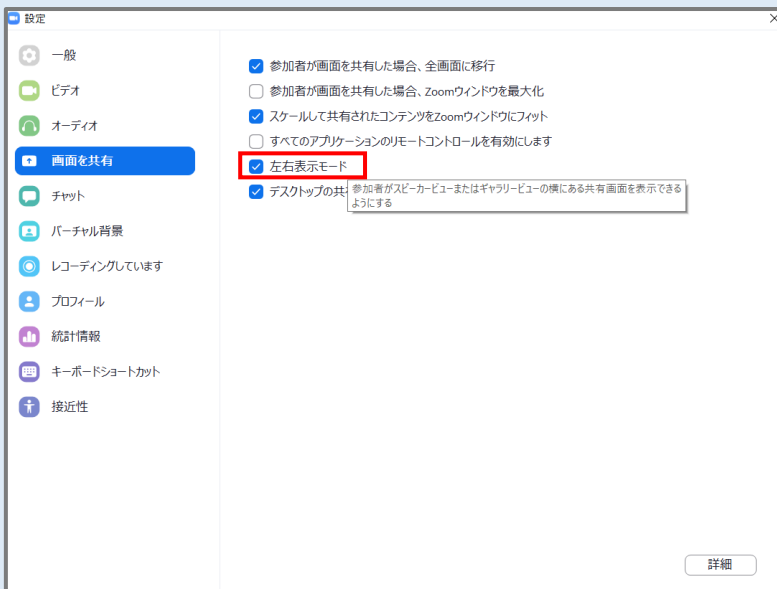 設定
一般
ビデオ
オーディオ
画面を共有
チャット
バーチャル背景
レコーディングしています
プロフィール
統計情報
キーボードショートカット
接近性
参加者が画面を共有した場合、全画面に移行
参加者が画面を共有した場合、Zoomウィンドウを最大化
スケールして共有されたコンテンツをZoomウィンドウにフィット
すべてのアプリケーションのリモートコントロールを有効にします
左右表示モード
デスクトップの共
参加者がスピーカービューまたはギャラリービューの横にある共有画面を表示できる
ようにする
詳細